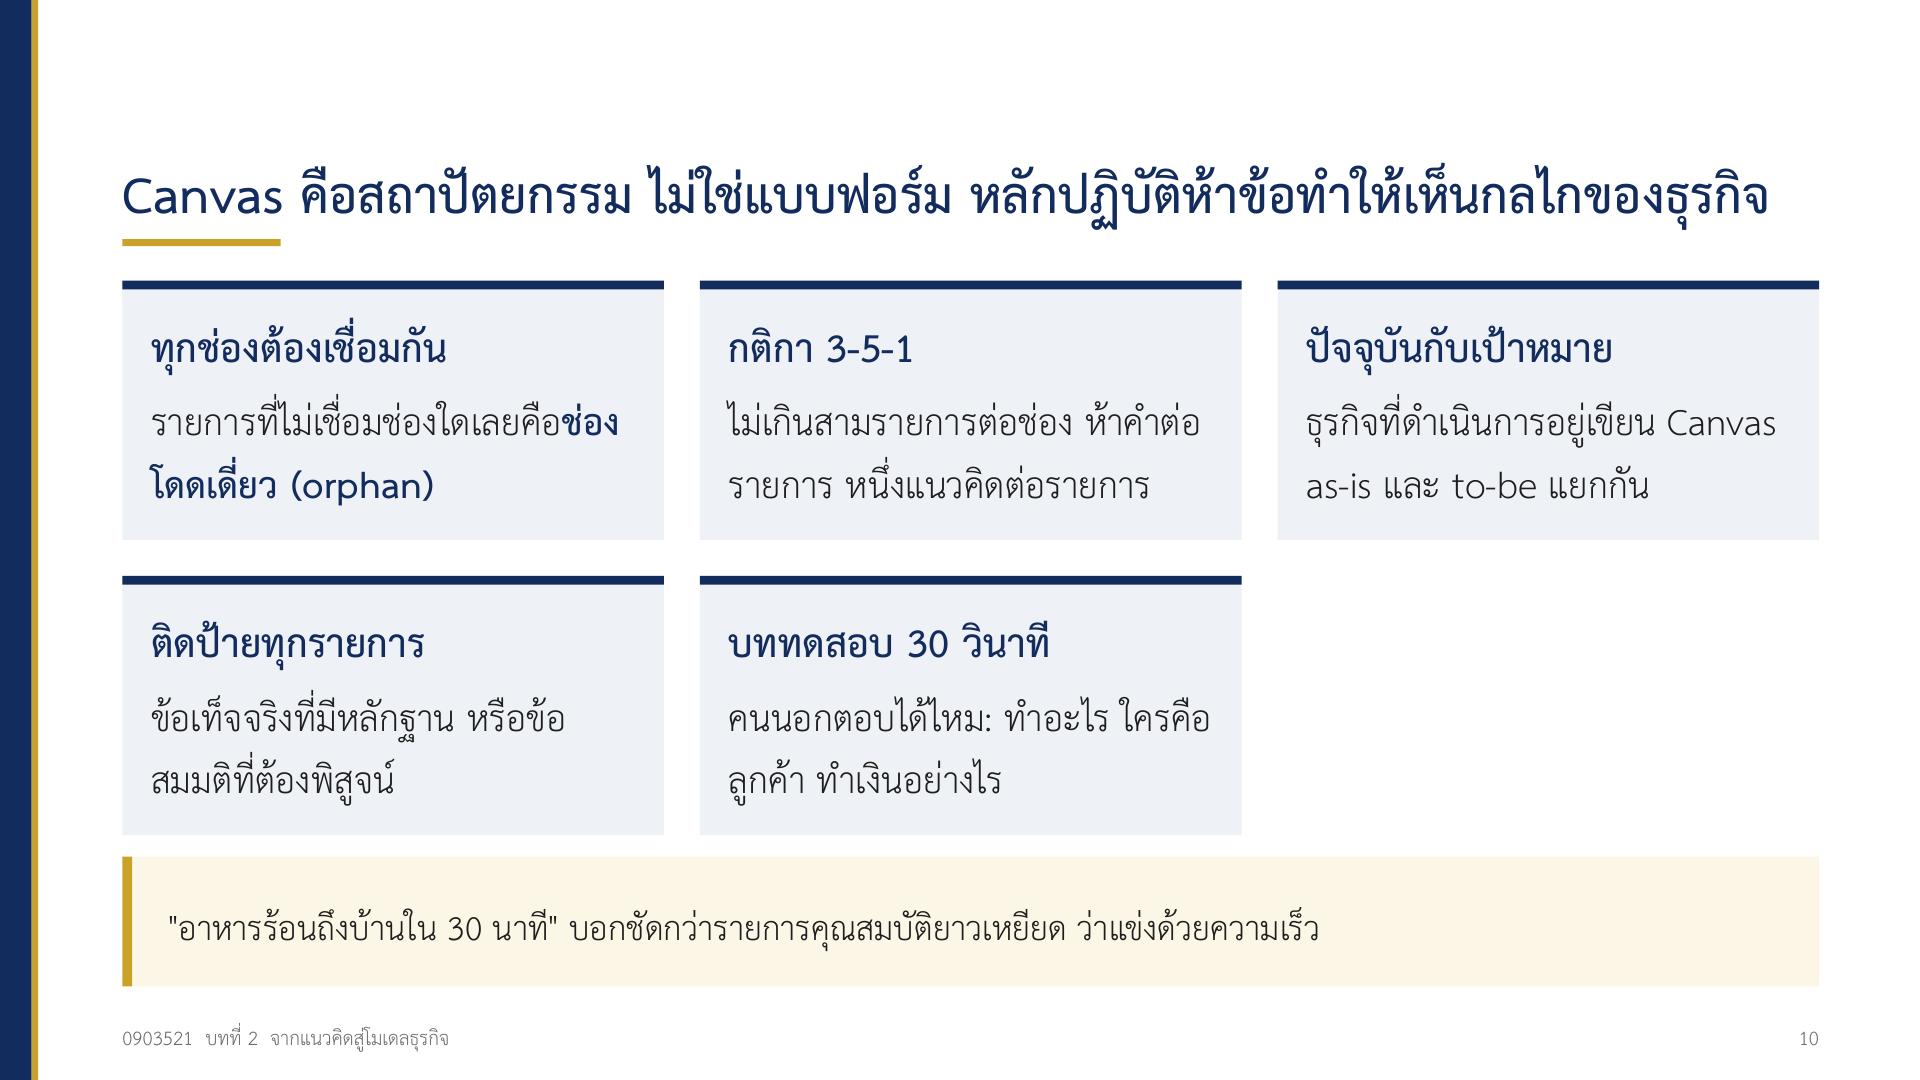 Canvas คือสถาปัตยกรรม ไม่ใช่แบบฟอร์ม หลักปฏิบัติห้าข้อทำให้เห็นกลไกของธุรกิจ
ทุกช่องต้องเชื่อมกัน
รายการที่ไม่เชื่อมช่องใดเลยคือช่อง
โดดเดี่ยว (orphan)
กติกา 3-5-1
ไม่เกินสามรายการต่อช่อง ห้าคำต่อ
รายการ หนึ่งแนวคิดต่อรายการ
ปัจจุบันกับเป้าหมาย
ธุรกิจที่ดำเนินการอยู่เขียน Canvas
as-is และ to-be แยกกัน
ติดป้ายทุกรายการ
ข้อเท็จจริงที่มีหลักฐาน หรือข้อ
สมมติที่ต้องพิสูจน์
บททดสอบ 30 วินาที
คนนอกตอบได้ไหม: ทำอะไร ใครคือ
ลูกค้า ทำเงินอย่างไร
"อาหารร้อนถึงบ้านใน 30 นาที" บอกชัดกว่ารายการคุณสมบัติยาวเหยียด ว่าแข่งด้วยความเร็ว
0903521 บทที่ 2 จากแนวคิดสู่โมเดลธุรกิจ
10